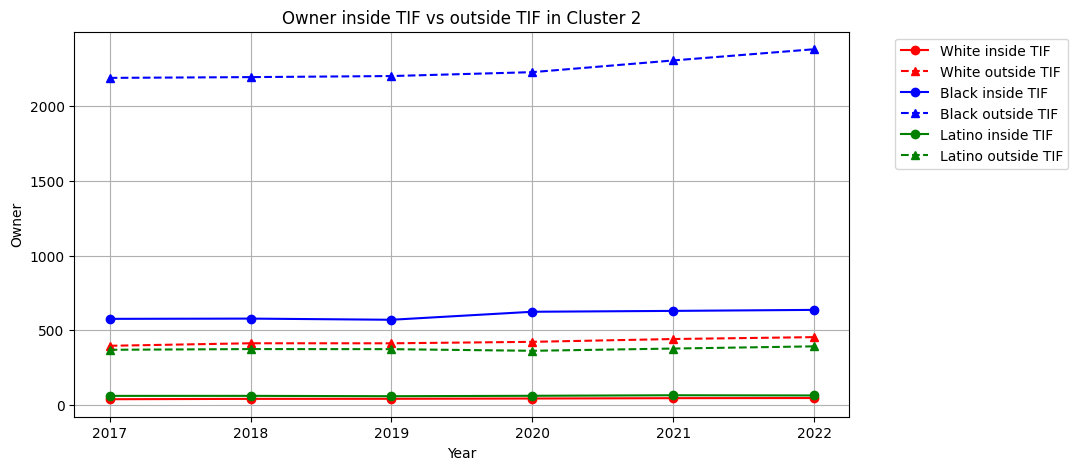 Owner inside TIF vs outside TIF in Cluster 2
White inside TIF
White outside TIF
Black inside TIF
Black outside TIF
Latino inside TIF
Latino outside TIF
Owner
2000
1500
1000
500
0
2017 2018 2019 2020 2021 2022
Year